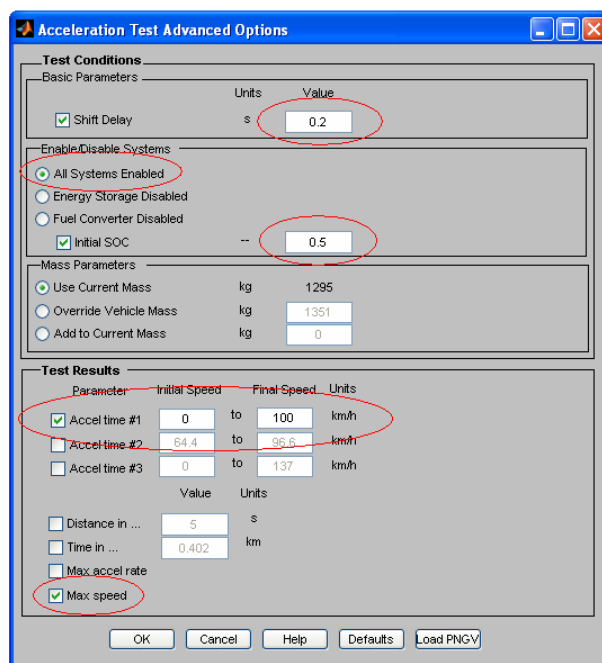 Acceleration Test Advanced Options
Test Conditions
Basic Parameters
Units Value
Shift Delay s 0.2
Enable/Disable Systems
All Systems Enabled
Energy Storage Disabled
Fuel Converter Disabled
Initial SOC -- 0.5
Mass Parameters
Use Current Mass kg 1295
Override Vehicle Mass kg 1351
Add to Current Mass kg 0
Test Results
Parameter Initial Speed Final Speed Units
Accel time #1 0 to 100 km/h
Accel time #2 64.4 to 96.6 km/h
Accel time #3 0 to 137 km/h
Value Units
Distance in ... 5 s
Time in ... 0.402 km
Max accel rate
Max speed
OK Cancel Help Defaults Load PNGV